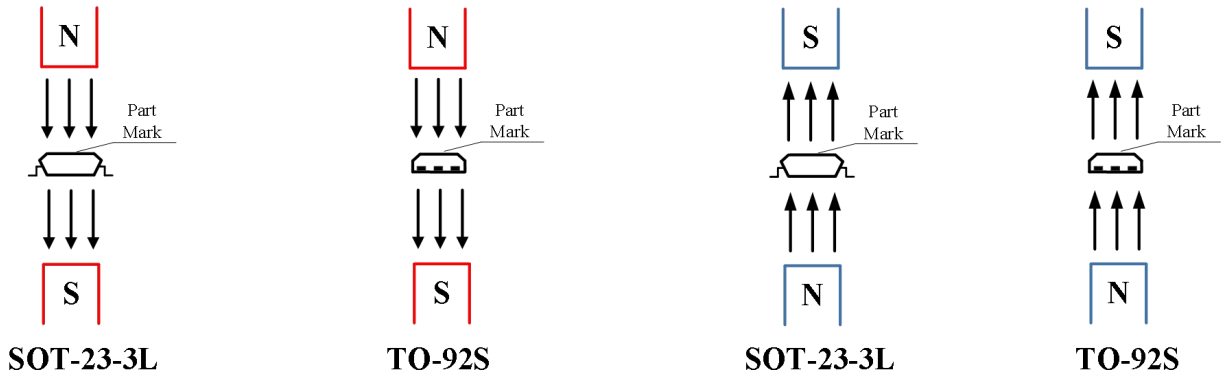 N
N
S
S
Part
Mark
Part
Mark
Part
Mark
Part
Mark
S
S
N
N
SOT-23-3L
TO-92S
SOT-23-3L
TO-92S